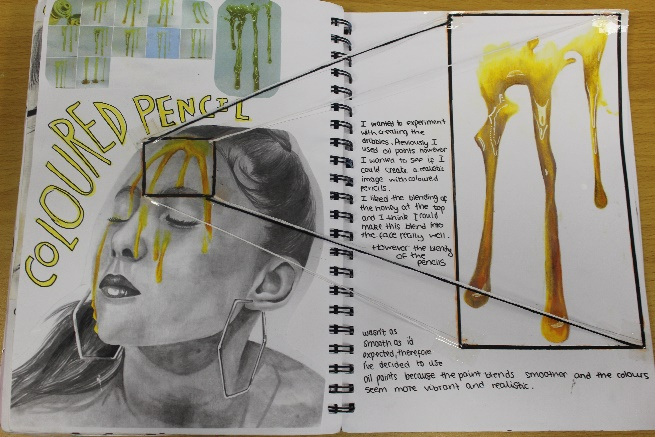 COLOURED PENCIL
I wanted to experiment
with scaling the
dribbles. Previously I
used oil paints however
I wanted to see if I
could create a realistic
image with coloured
pencils.
I liked the blending of
the honey at the top
and I think I could
make this blend into
the face really well.
However the blending
of the
pencils
wasn't as
smooth as id
expected, therefore
I've decided to use
oil paints because the paint blends smoother and the colours
seem more vibrant and realistic.